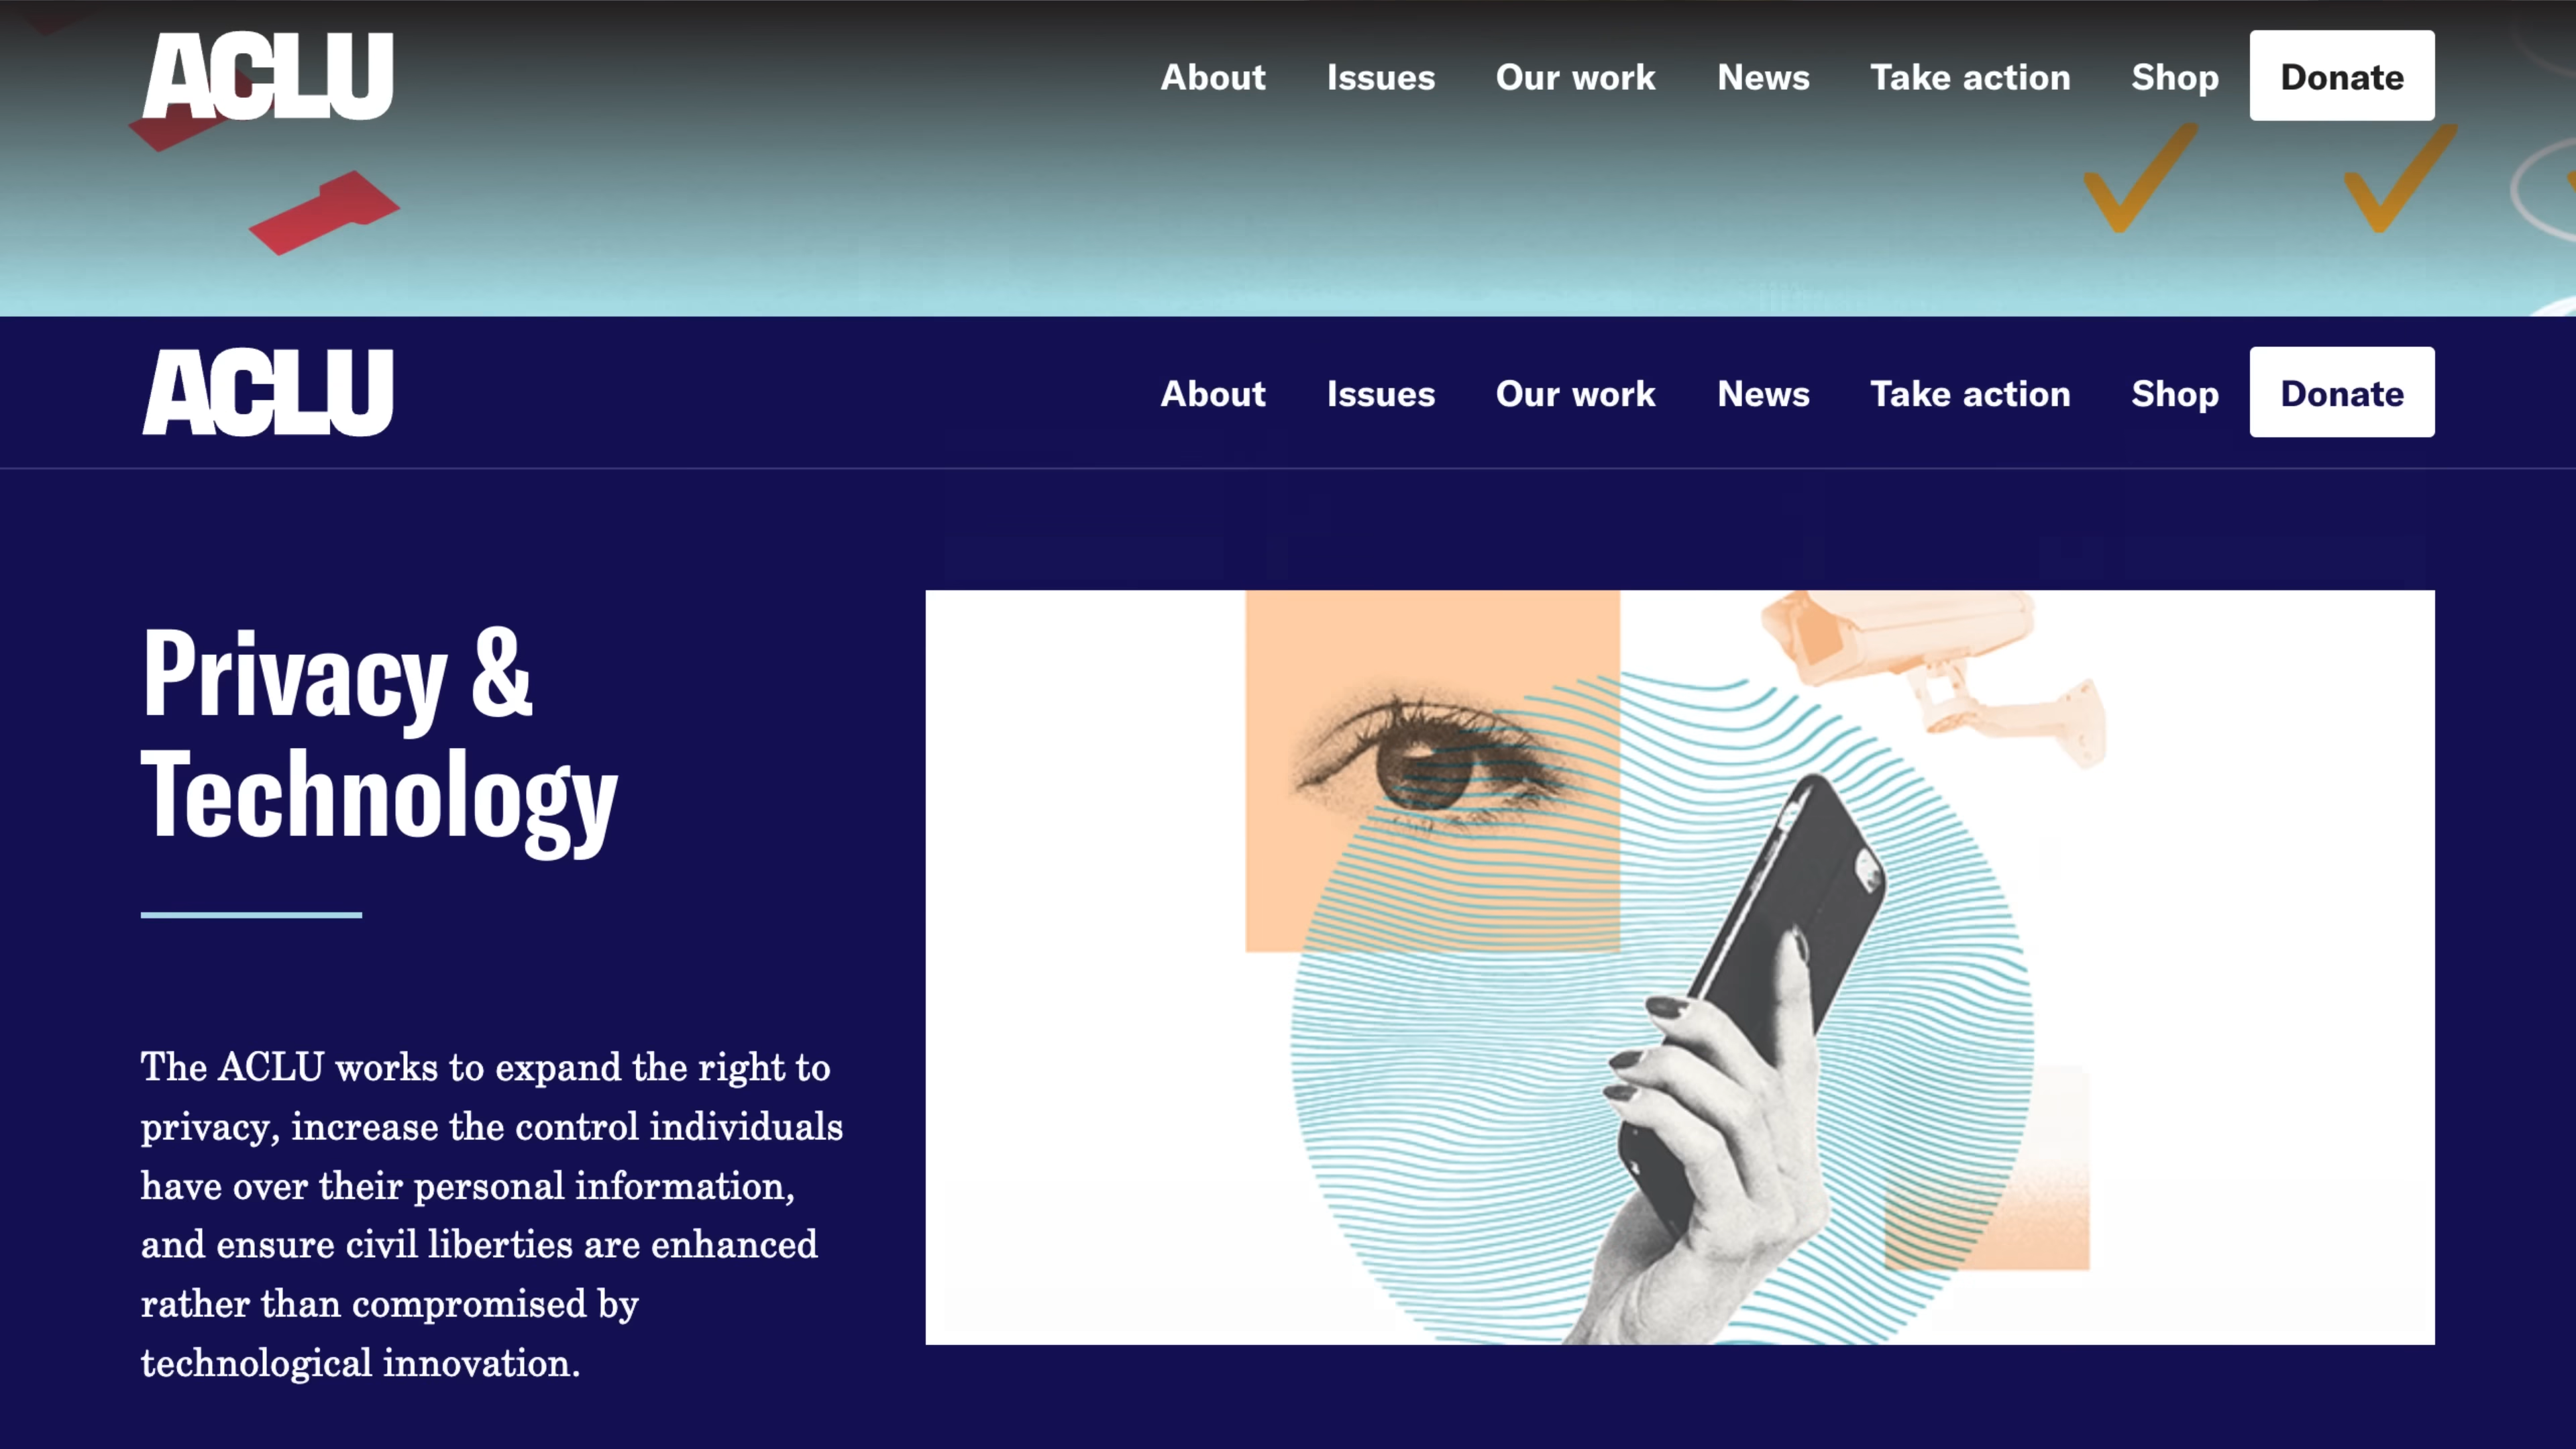 ACLU About Issues Our work News Take action Shop Donate
ACLU About Issues Our work News Take action Shop Donate
Privacy &
Technology
The ACLU works to expand the right to
privacy, increase the control individuals
have over their personal information,
and ensure civil liberties are enhanced
rather than compromised by
technological innovation.